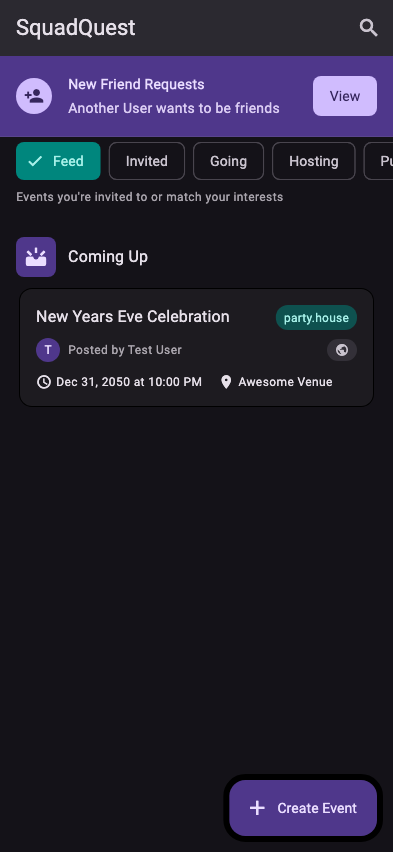 SquadQuest
New Friend Requests
Another User wants to be friends
View
Feed
Invited
Going
Hosting
Events you're invited to or match your interests
Coming Up
New Years Eve Celebration
party.house
T
Posted by Test User
Dec 31, 2050 at 10:00 PM
Awesome Venue
Create Event